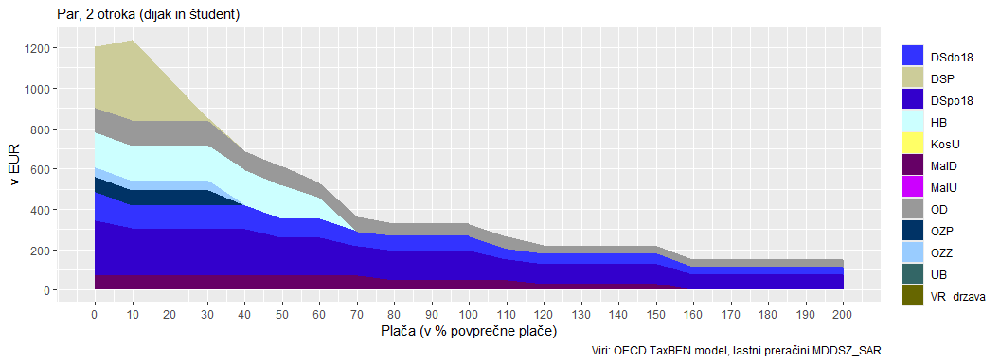 Par, 2 otroka (dijak in študent)
v EUR
1200
1000
800
600
400
200
0
0 10 20 30 40 50 60 70 80 90 100 110 120 130 140 150 160 170 180 190 200
Plača (v % povprečne plače)
DSdo18
DSP
DSpo18
HB
KosU
MalD
MalU
OD
OZP
OZZ
UB
VR_drzava
Viri: OECD TaxBEN model, lastni preračini MDDSZ_SAR